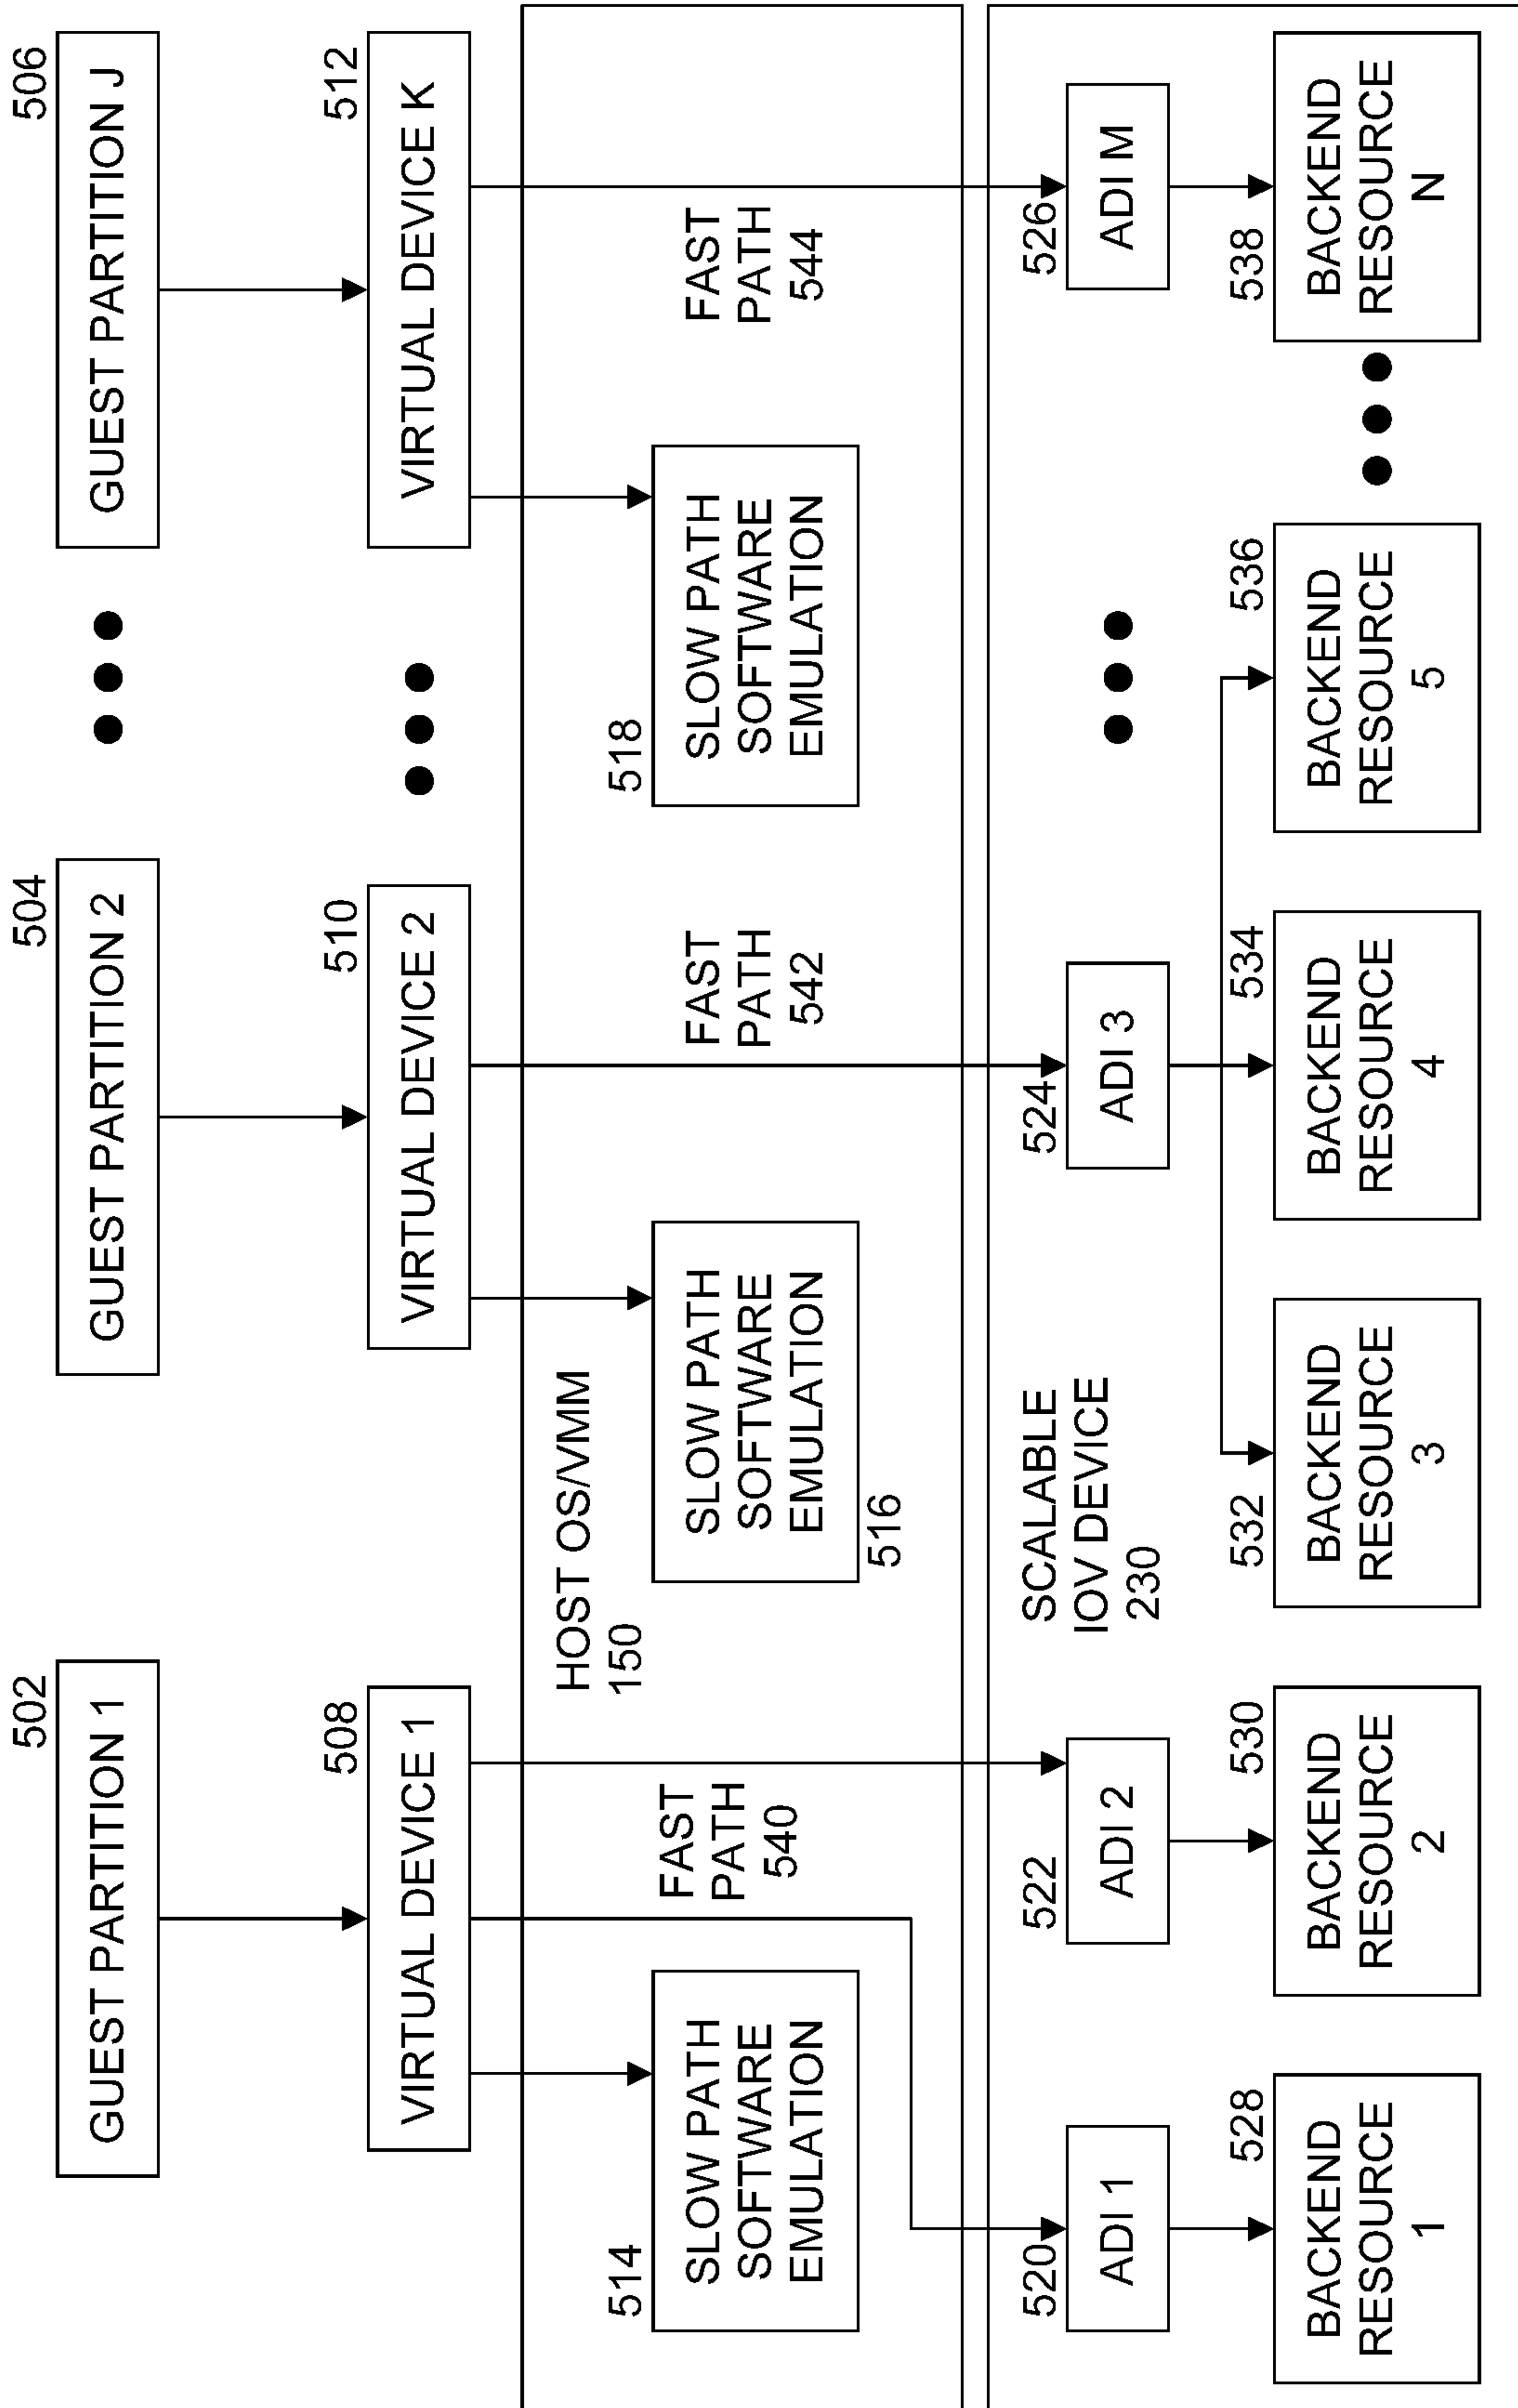 502
GUEST PARTITION 1
504
GUEST PARTITION 2
506
GUEST PARTITION J
508
VIRTUAL DEVICE 1
510
VIRTUAL DEVICE 2
512
VIRTUAL DEVICE K
HOST OS/VMM
150
514
SLOW PATH
SOFTWARE
EMULATION
FAST
PATH
540
SLOW PATH
SOFTWARE
EMULATION
516
FAST
PATH
542
518
SLOW PATH
SOFTWARE
EMULATION
FAST
PATH
544
SCALABLE
IOV DEVICE
230
520
ADI 1
522
ADI 2
524
ADI 3
526
ADI M
528
BACKEND
RESOURCE
1
530
BACKEND
RESOURCE
2
532
BACKEND
RESOURCE
3
534
BACKEND
RESOURCE
4
536
BACKEND
RESOURCE
5
538
BACKEND
RESOURCE
N